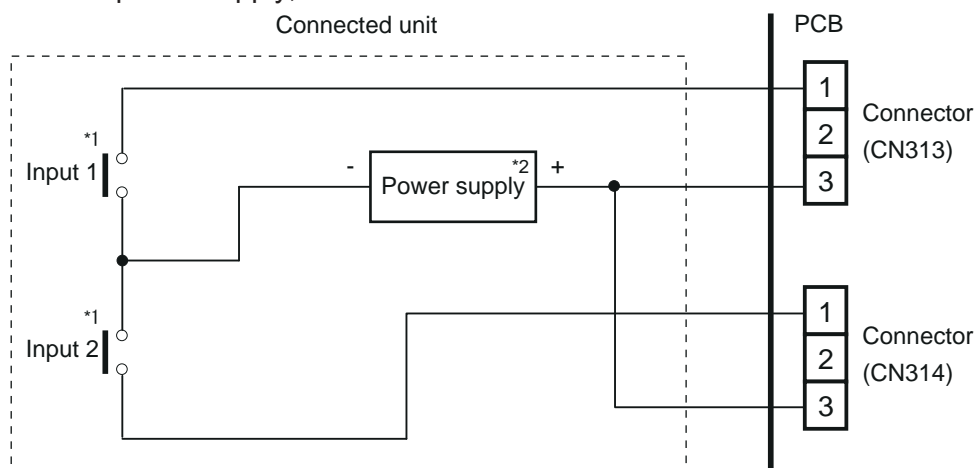 Connected unit
PCB
*1
Input 1
-
Power supply
*2
+
1
2
3
Connector
(CN313)
*1
Input 2
1
2
3
Connector
(CN314)